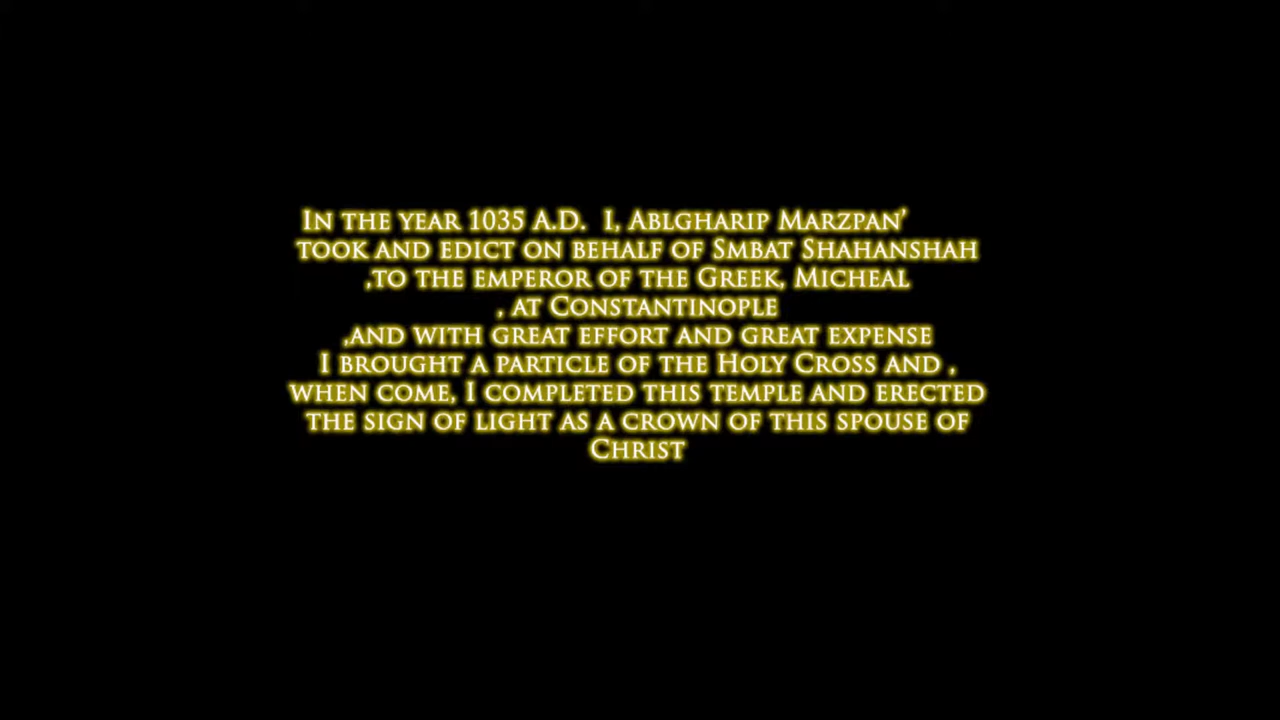 In the year 1035 A.D.  I, Ablgharip Marzpan'
took and edict on behalf of Smbat Shahanshah
,to the emperor of the Greek, Micheal
, at Constantinople
,and with great effort and great expense
I brought a particle of the Holy Cross and ,
when come, I completed this temple and erected
the sign of light as a crown of this spouse of
Christ